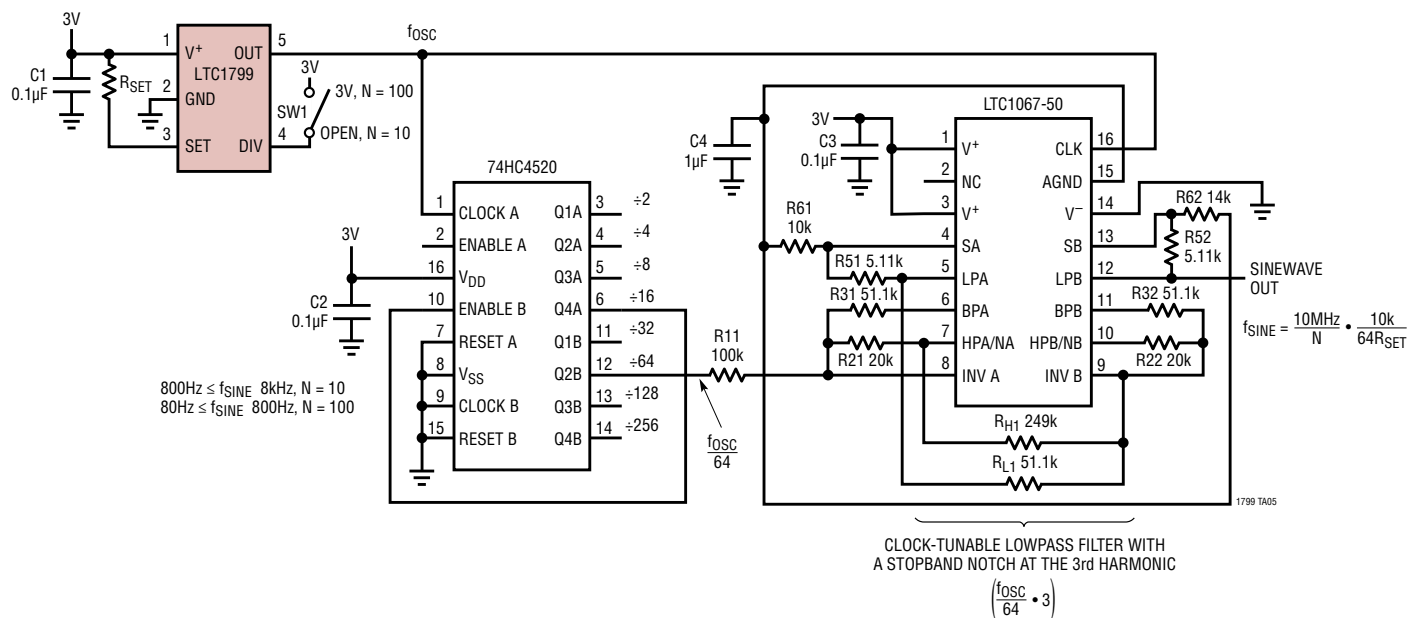 3V
C1
0.1µF
RSET
1
V+
2
GND
3
SET
LTC1799
OUT
5
DIV
4
fOSC
3V
SW1
3V, N = 100
OPEN, N = 10
74HC4520
1
CLOCK A
2
ENABLE A
16
VDD
10
ENABLE B
7
RESET A
8
VSS
9
CLOCK B
15
RESET B
Q1A
3
÷2
Q2A
4
÷4
Q3A
5
÷8
Q4A
6
÷16
Q1B
11
÷32
Q2B
12
÷64
Q3B
13
÷128
Q4B
14
÷256
3V
C2
0.1µF
800Hz ≤ fSINE 8kHz, N = 10
80Hz ≤ fSINE 800Hz, N = 100
fOSC
64
R11
100k
C4
1µF
3V
C3
0.1µF
R61
10k
R51 5.11k
R31 51.1k
R21 20k
LTC1067-50
1
V+
2
NC
3
V+
4
SA
5
LPA
6
BPA
7
HPA/NA
8
INV A
CLK
16
AGND
15
V–
14
SB
13
LPB
12
BPB
11
HPB/NB
10
INV B
9
R62 14k
R52
5.11k
R32 51.1k
R22 20k
RH1 249k
RL1 51.1k
SINEWAVE
OUT
fSINE = 10MHz/N • 10k/64RSET
1799 TA05
CLOCK-TUNABLE LOWPASS FILTER WITH
A STOPBAND NOTCH AT THE 3rd HARMONIC
(fOSC/64 • 3)